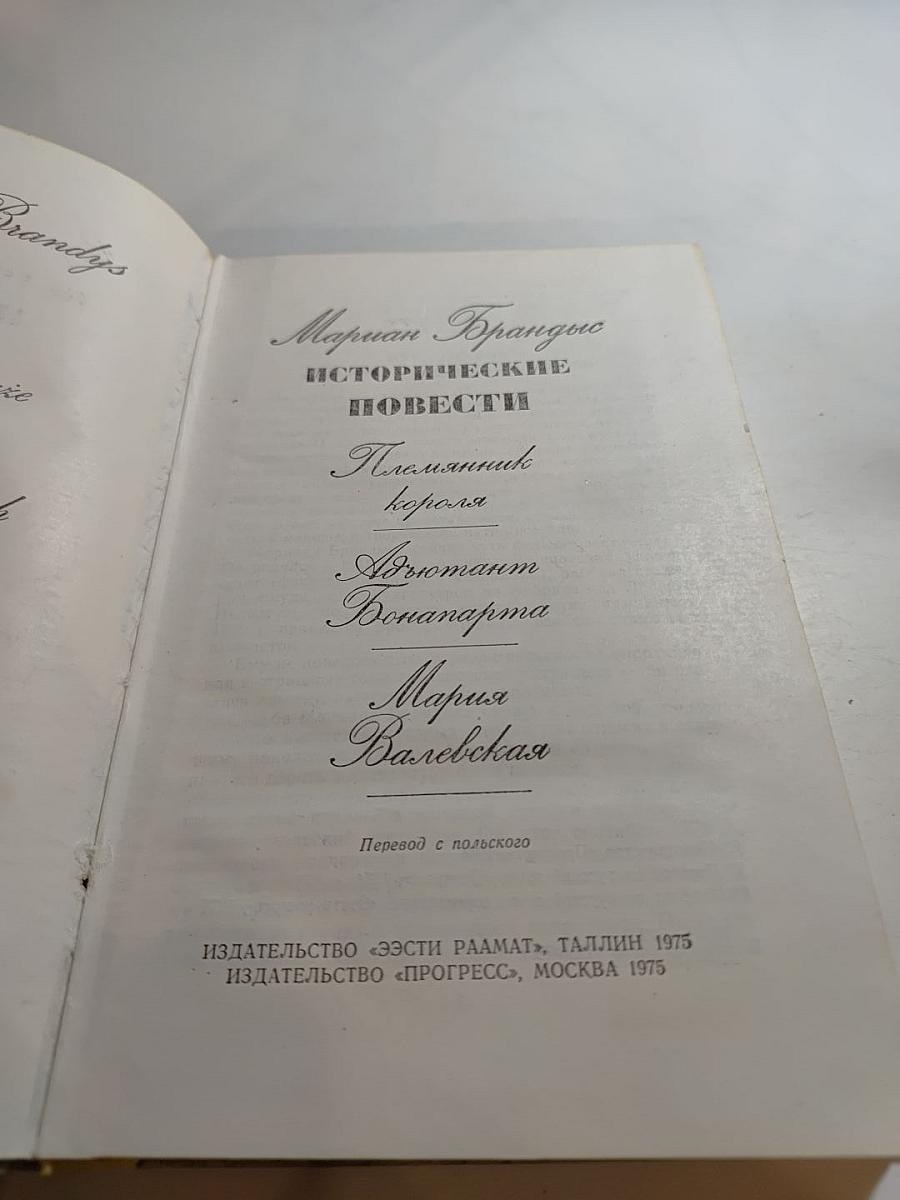 Brandys
Мариан Брандыс
ИСТОРИЧЕСКИЕ
ПОВЕСТИ
Племянник
короля
Адъютант
Бонапарта
Мария
Валевская
Перевод с польского
ИЗДАТЕЛЬСТВО «ЭЭСТИ РААМАТ», ТАЛЛИН 1975
ИЗДАТЕЛЬСТВО «ПРОГРЕСС», МОСКВА 1975